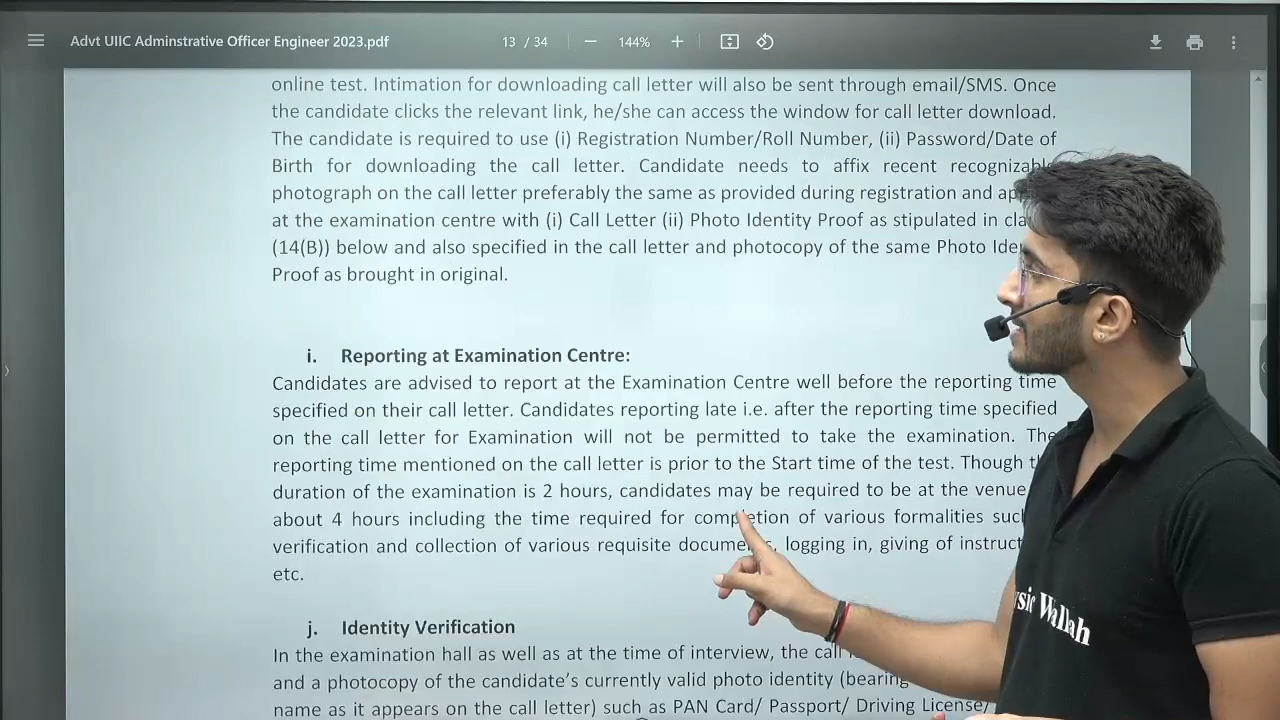 Advt UIIC Adminstrative Officer Engineer 2023.pdf
13 / 34
144%
online test. Intimation for downloading call letter will also be sent through email/SMS. Once
the candidate clicks the relevant link, he/she can access the window for call letter download.
The candidate is required to use (i) Registration Number/Roll Number, (ii) Password/Date of
Birth for downloading the call letter. Candidate needs to affix recent recognizable
photograph on the call letter preferably the same as provided during registration and
at the examination centre with (i) Call Letter (ii) Photo Identity Proof as stipulated in
(14(B)) below and also specified in the call letter and photocopy of the same Photo
Proof as brought in original.
i. Reporting at Examination Centre:
Candidates are advised to report at the Examination Centre well before the reporting time
specified on their call letter. Candidates reporting late i.e. after the reporting time specified
on the call letter for Examination will not be permitted to take the examination. The
reporting time mentioned on the call letter is prior to the Start time of the test. Though
duration of the examination is 2 hours, candidates may be required to be at the venue
about 4 hours including the time required for completion of various formalities
verification and collection of various requisite documents, logging in, giving of
etc.
j. Identity Verification
In the examination hall as well as at the time of interview, the call
and a photocopy of the candidate's currently valid photo identity (bearing
name as it appears on the call letter) such as PAN Card/ Passport/ Driving License/
Wallah